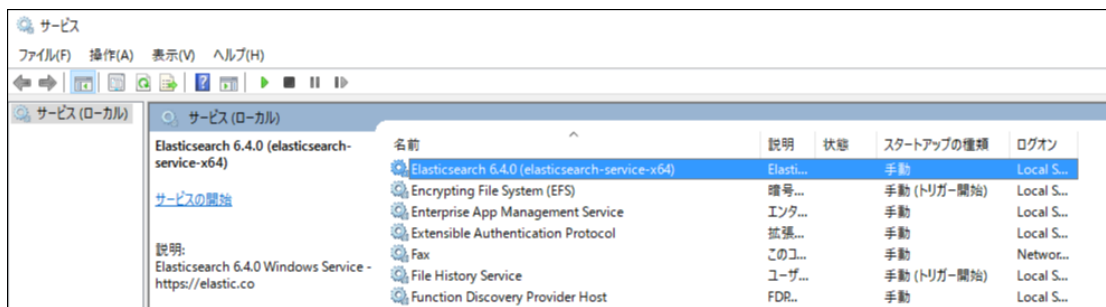 サービス
ファイル(F) 操作(A) 表示(V) ヘルプ(H)
サービス (ローカル)
サービス (ローカル)
Elasticsearch 6.4.0 (elasticsearch-service-x64)
サービスの開始
説明:
Elasticsearch 6.4.0 Windows Service -
https://elastic.co
名前 説明 状態 スタートアップの種類 ログオン
Elasticsearch 6.4.0 (elasticsearch-service-x64) Elasti... 手動 Local S...
Encrypting File System (EFS) 暗号... 手動 (トリガー開始) Local S...
Enterprise App Management Service エンタ... 手動 Local S...
Extensible Authentication Protocol 拡張... 手動 Local S...
Fax このコ... 手動 Networ...
File History Service ユーザ... 手動 (トリガー開始) Local S...
Function Discovery Provider Host FDP... 手動 Local S...